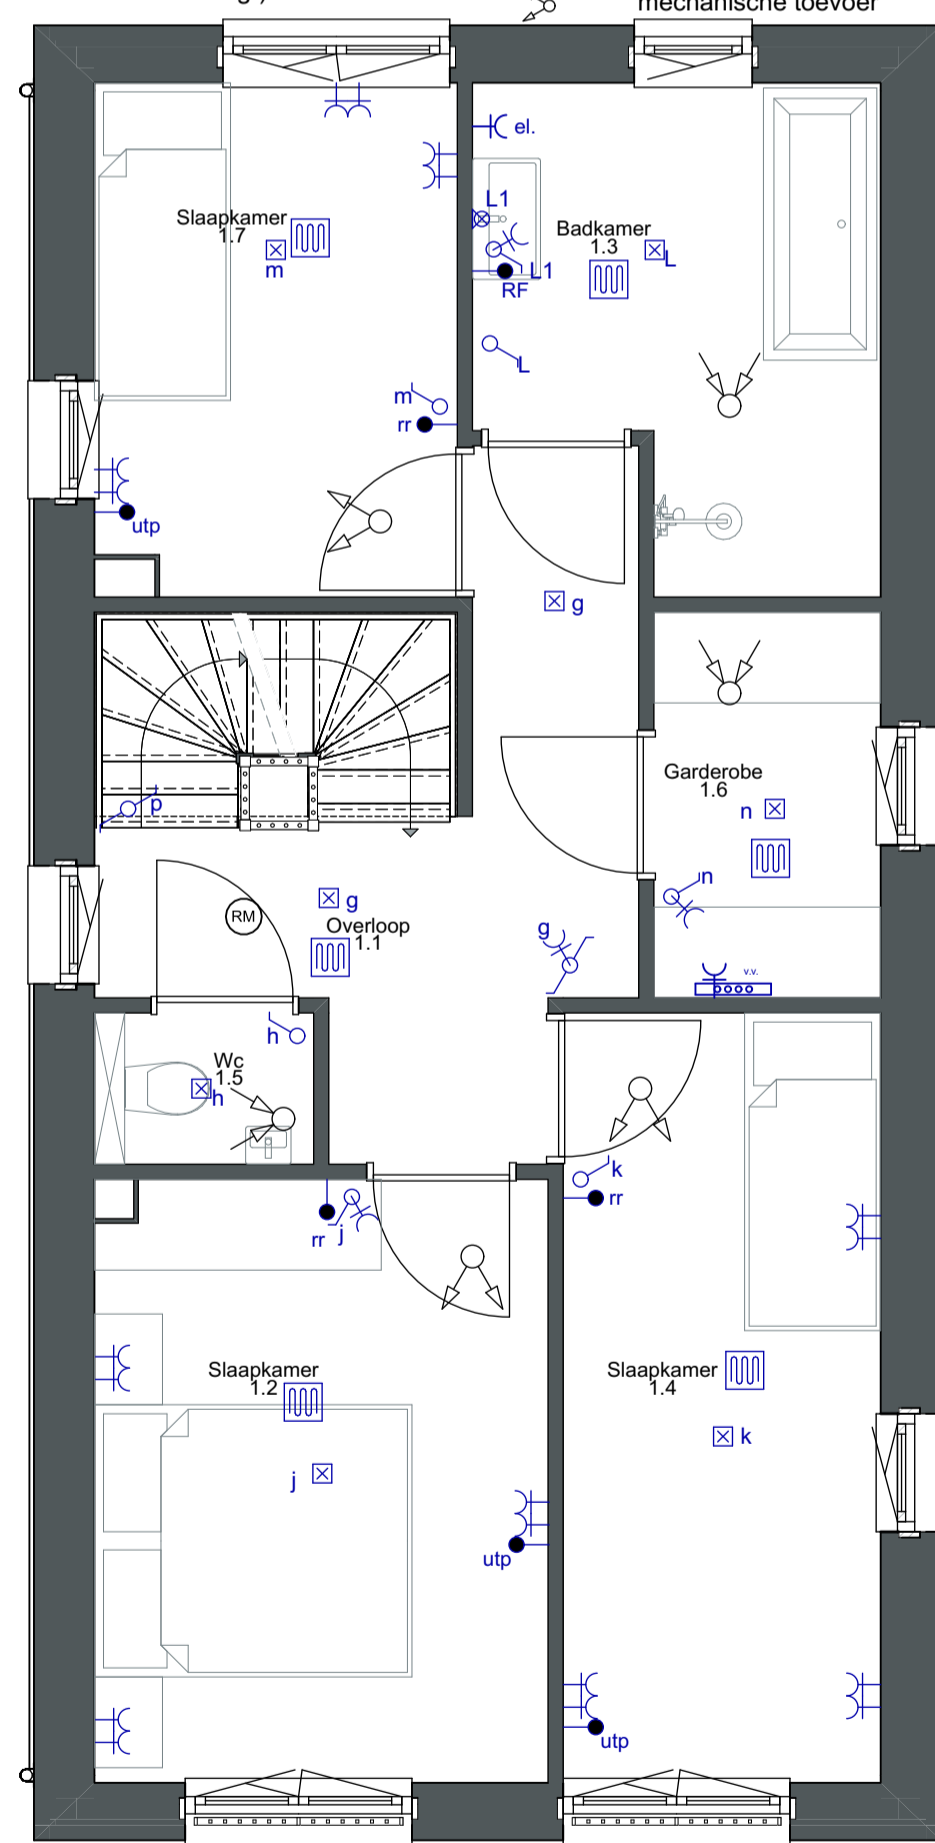 mechanische toevoer
el.
L1
Slaapkamer
1.7
m
Badkamer
1.3
L
L1
RF
L
m
rr
utp
g
p
Garderobe
1.6
n
n
g
RM
Overloop
1.1
g
v.v.
h
Wc
1.5
h
k
rr
rr
j
Slaapkamer
1.2
Slaapkamer
1.4
j
k
utp
utp